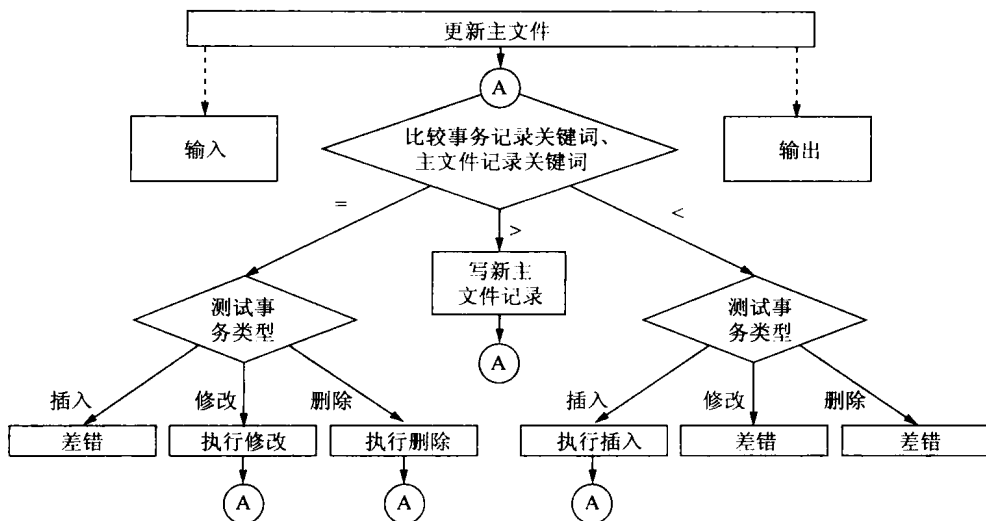 更新主文件
A
输入
比较事务记录关键词、
主文件记录关键词
输出
=
>
<
写新主
文件记录
测试事
务类型
测试事
务类型
A
插入
修改
删除
插入
修改
删除
差错
执行修改
执行删除
执行插入
差错
差错
A
A
A